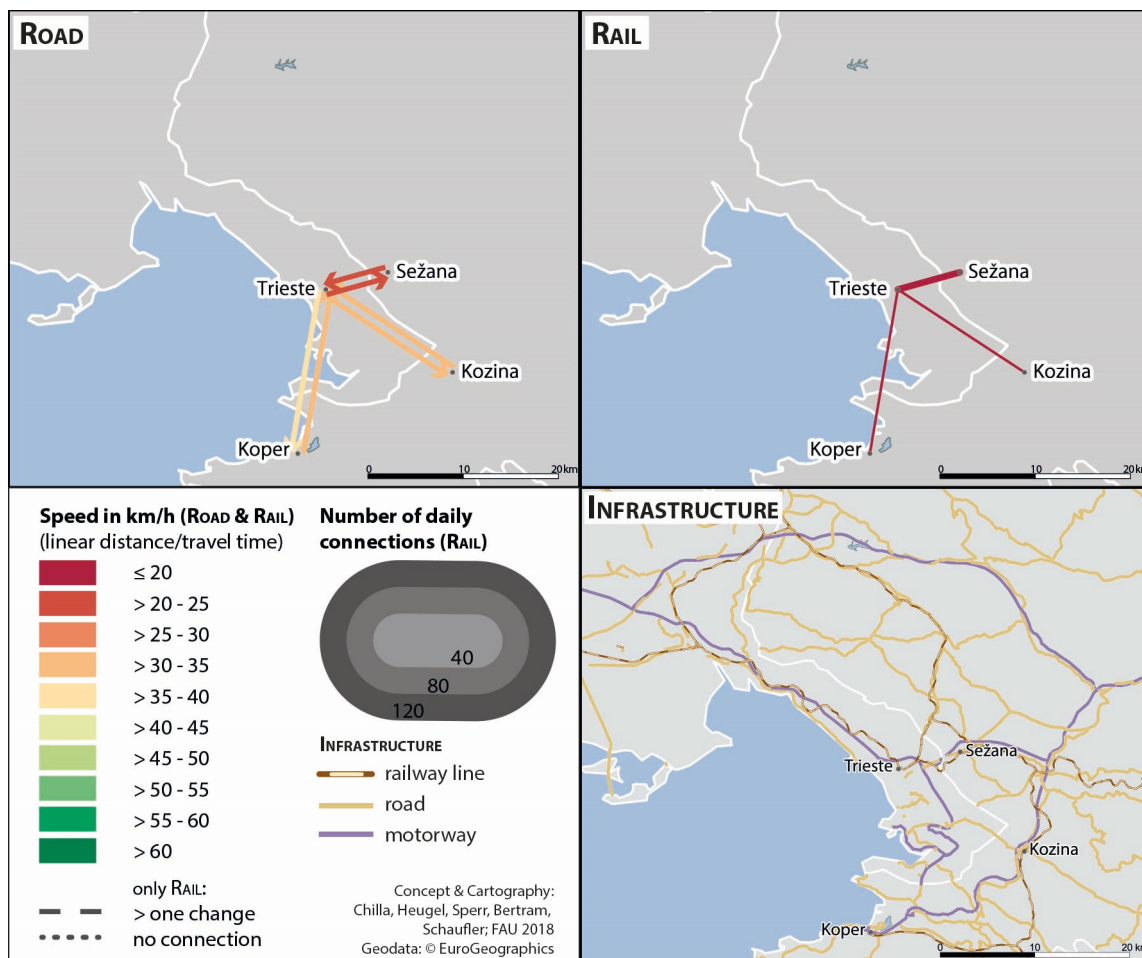 ROAD
Trieste
Sežana
Kozina
Koper
0 10 20 km
RAIL
Trieste
Sežana
Kozina
Koper
0 10 20 km
Speed in km/h (ROAD & RAIL)
(linear distance/travel time)
≤ 20
> 20 - 25
> 25 - 30
> 30 - 35
> 35 - 40
> 40 - 45
> 45 - 50
> 50 - 55
> 55 - 60
> 60
only RAIL:
> one change
no connection
Number of daily
connections (RAIL)
40
80
120
INFRASTRUCTURE
railway line
road
motorway
Concept & Cartography:
Chilla, Heugel, Sperr, Bertram,
Schaufler; FAU 2018
Geodata: © EuroGeographics
INFRASTRUCTURE
Sežana
Trieste
Kozina
Koper
0 10 20 km